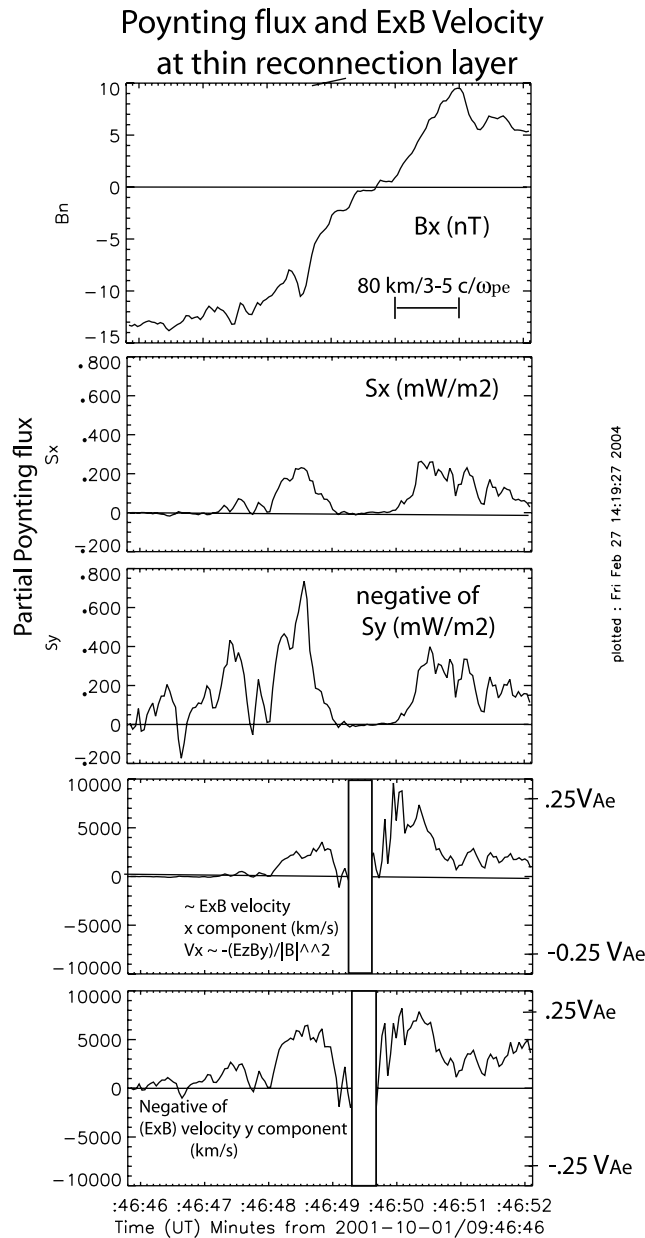 Poynting flux and ExB Velocity
at thin reconnection layer
10
5
0
−5
−10
−15
Bn
Bx (nT)
80 km/3-5 c/ωpe
.800
.600
.400
.200
0
-.200
Partial Poynting flux
Sx
Sx (mW/m2)
.800
.600
.400
.200
0
-.200
Sy
negative of
Sy (mW/m2)
plotted : Fri Feb 27 14:19:27 2004
10000
5000
0
−5000
−10000
~ ExB velocity
x component (km/s)
Vx ~ -(EzBy)/|B|^^2
.25VAe
-0.25 VAe
10000
5000
0
−5000
−10000
Negative of
(ExB) velocity y component
(km/s)
.25VAe
-.25 VAe
:46:46 :46:47 :46:48 :46:49 :46:50 :46:51 :46:52
Time (UT) Minutes from 2001-10-01/09:46:46